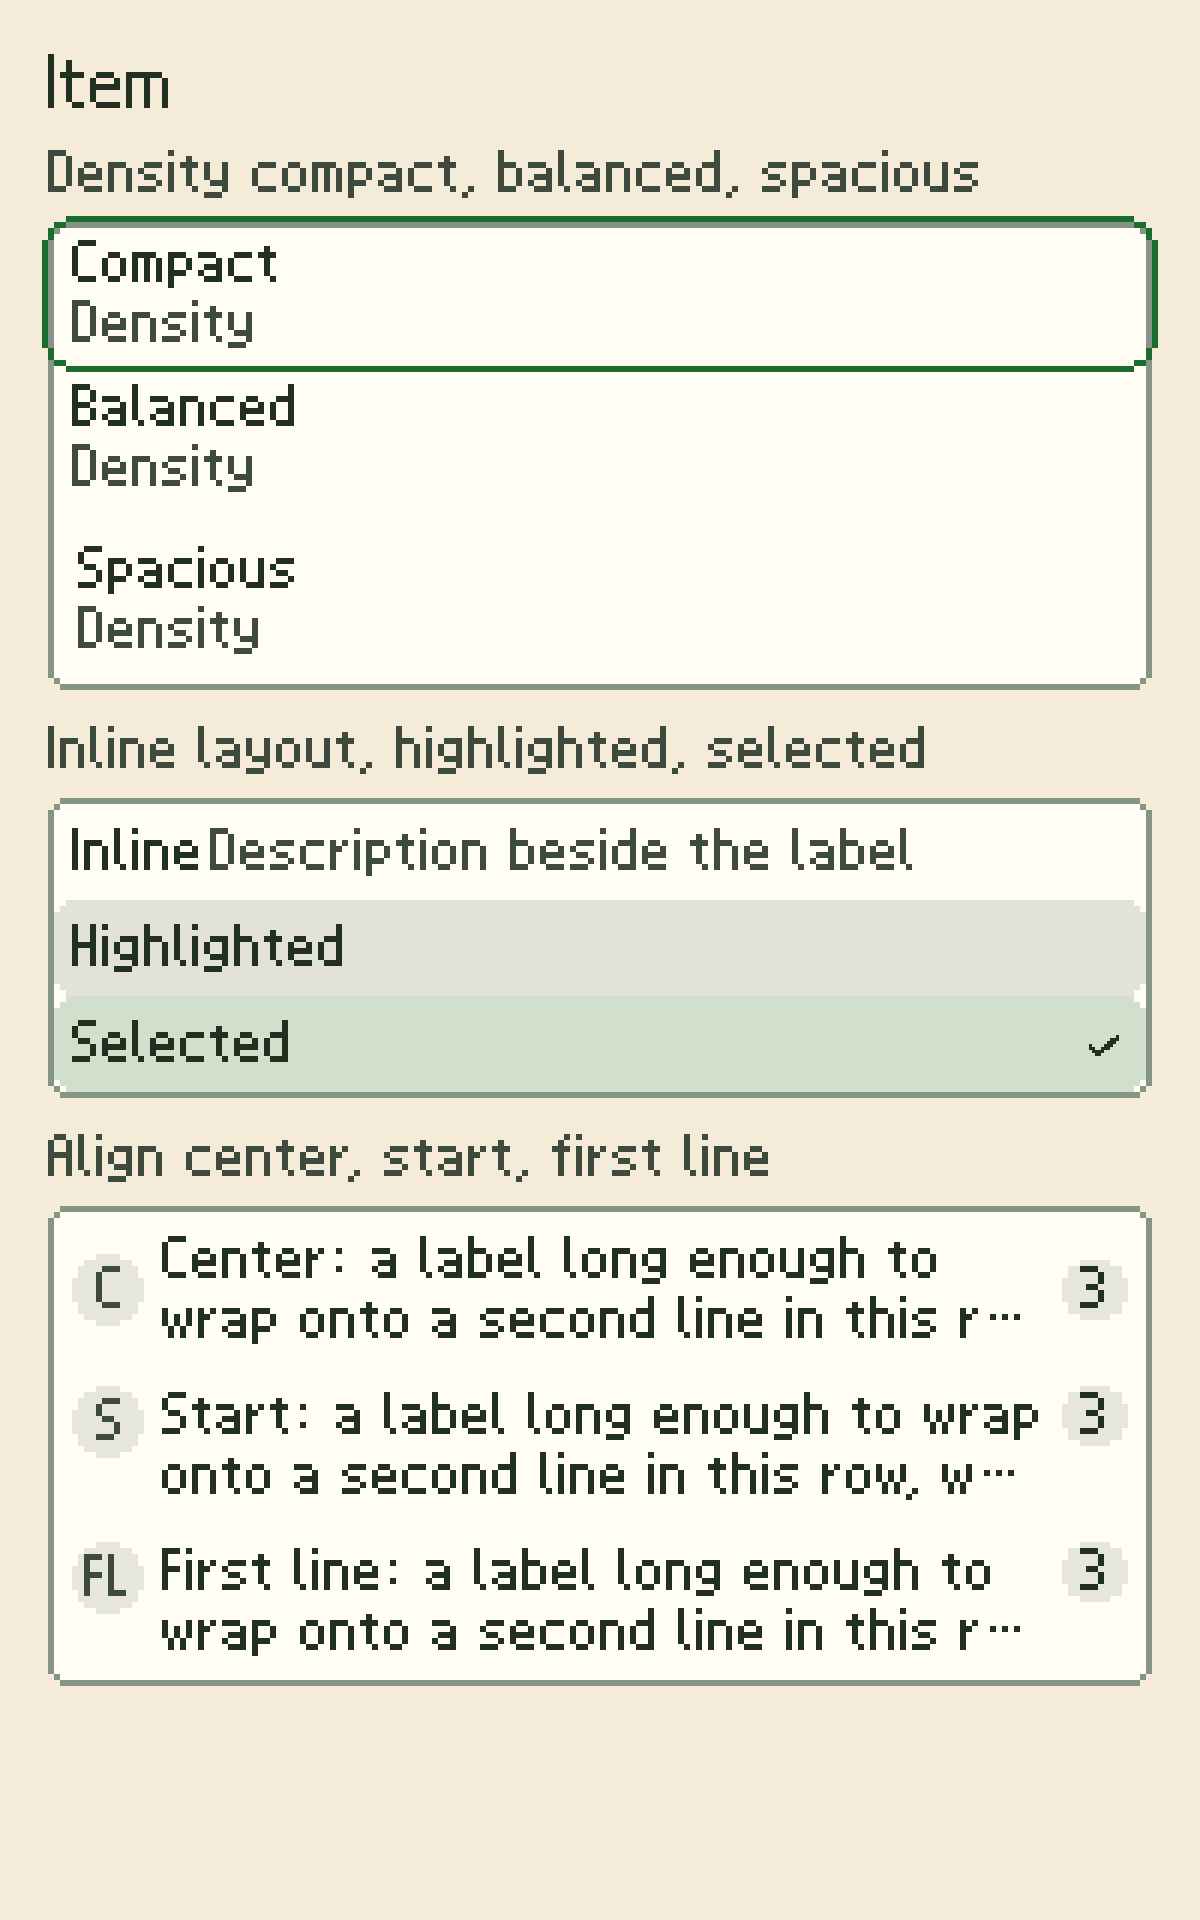 Item
Density compact, balanced, spacious
Compact
Density
Balanced
Density
Spacious
Density
Inline layout, highlighted, selected
Inline Description beside the label
Highlighted
Selected
Align center, start, first line
C Center: a label long enough to 3
wrap onto a second line in this r…
S Start: a label long enough to wrap 3
onto a second line in this row, w…
FL First line: a label long enough to 3
wrap onto a second line in this r…